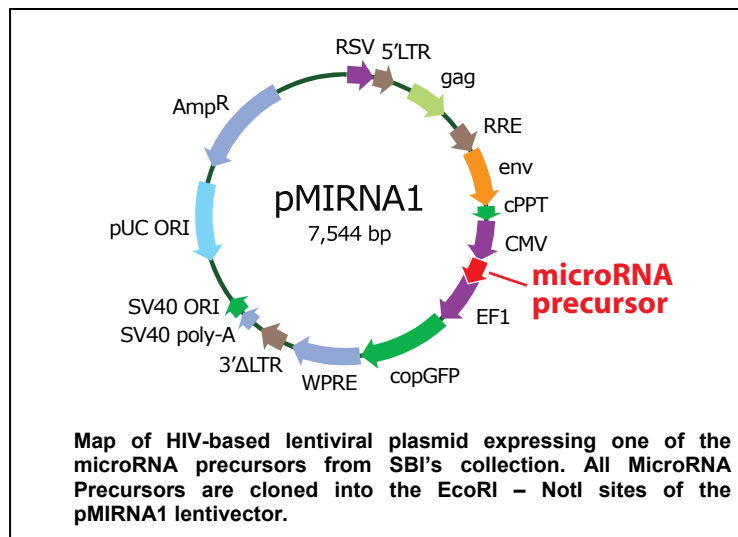 RSV
5'LTR
gag
RRE
env
cPPT
CMV
microRNA
precursor
EF1
copGFP
WPRE
3'ΔLTR
SV40 poly-A
SV40 ORI
pUC ORI
AmpR
pMIRNA1
7,544 bp
Map of HIV-based lentiviral plasmid expressing one of the
microRNA precursors from SBI's collection. All MicroRNA
Precursors are cloned into the EcoRI – NotI sites of the
pMIRNA1 lentivector.